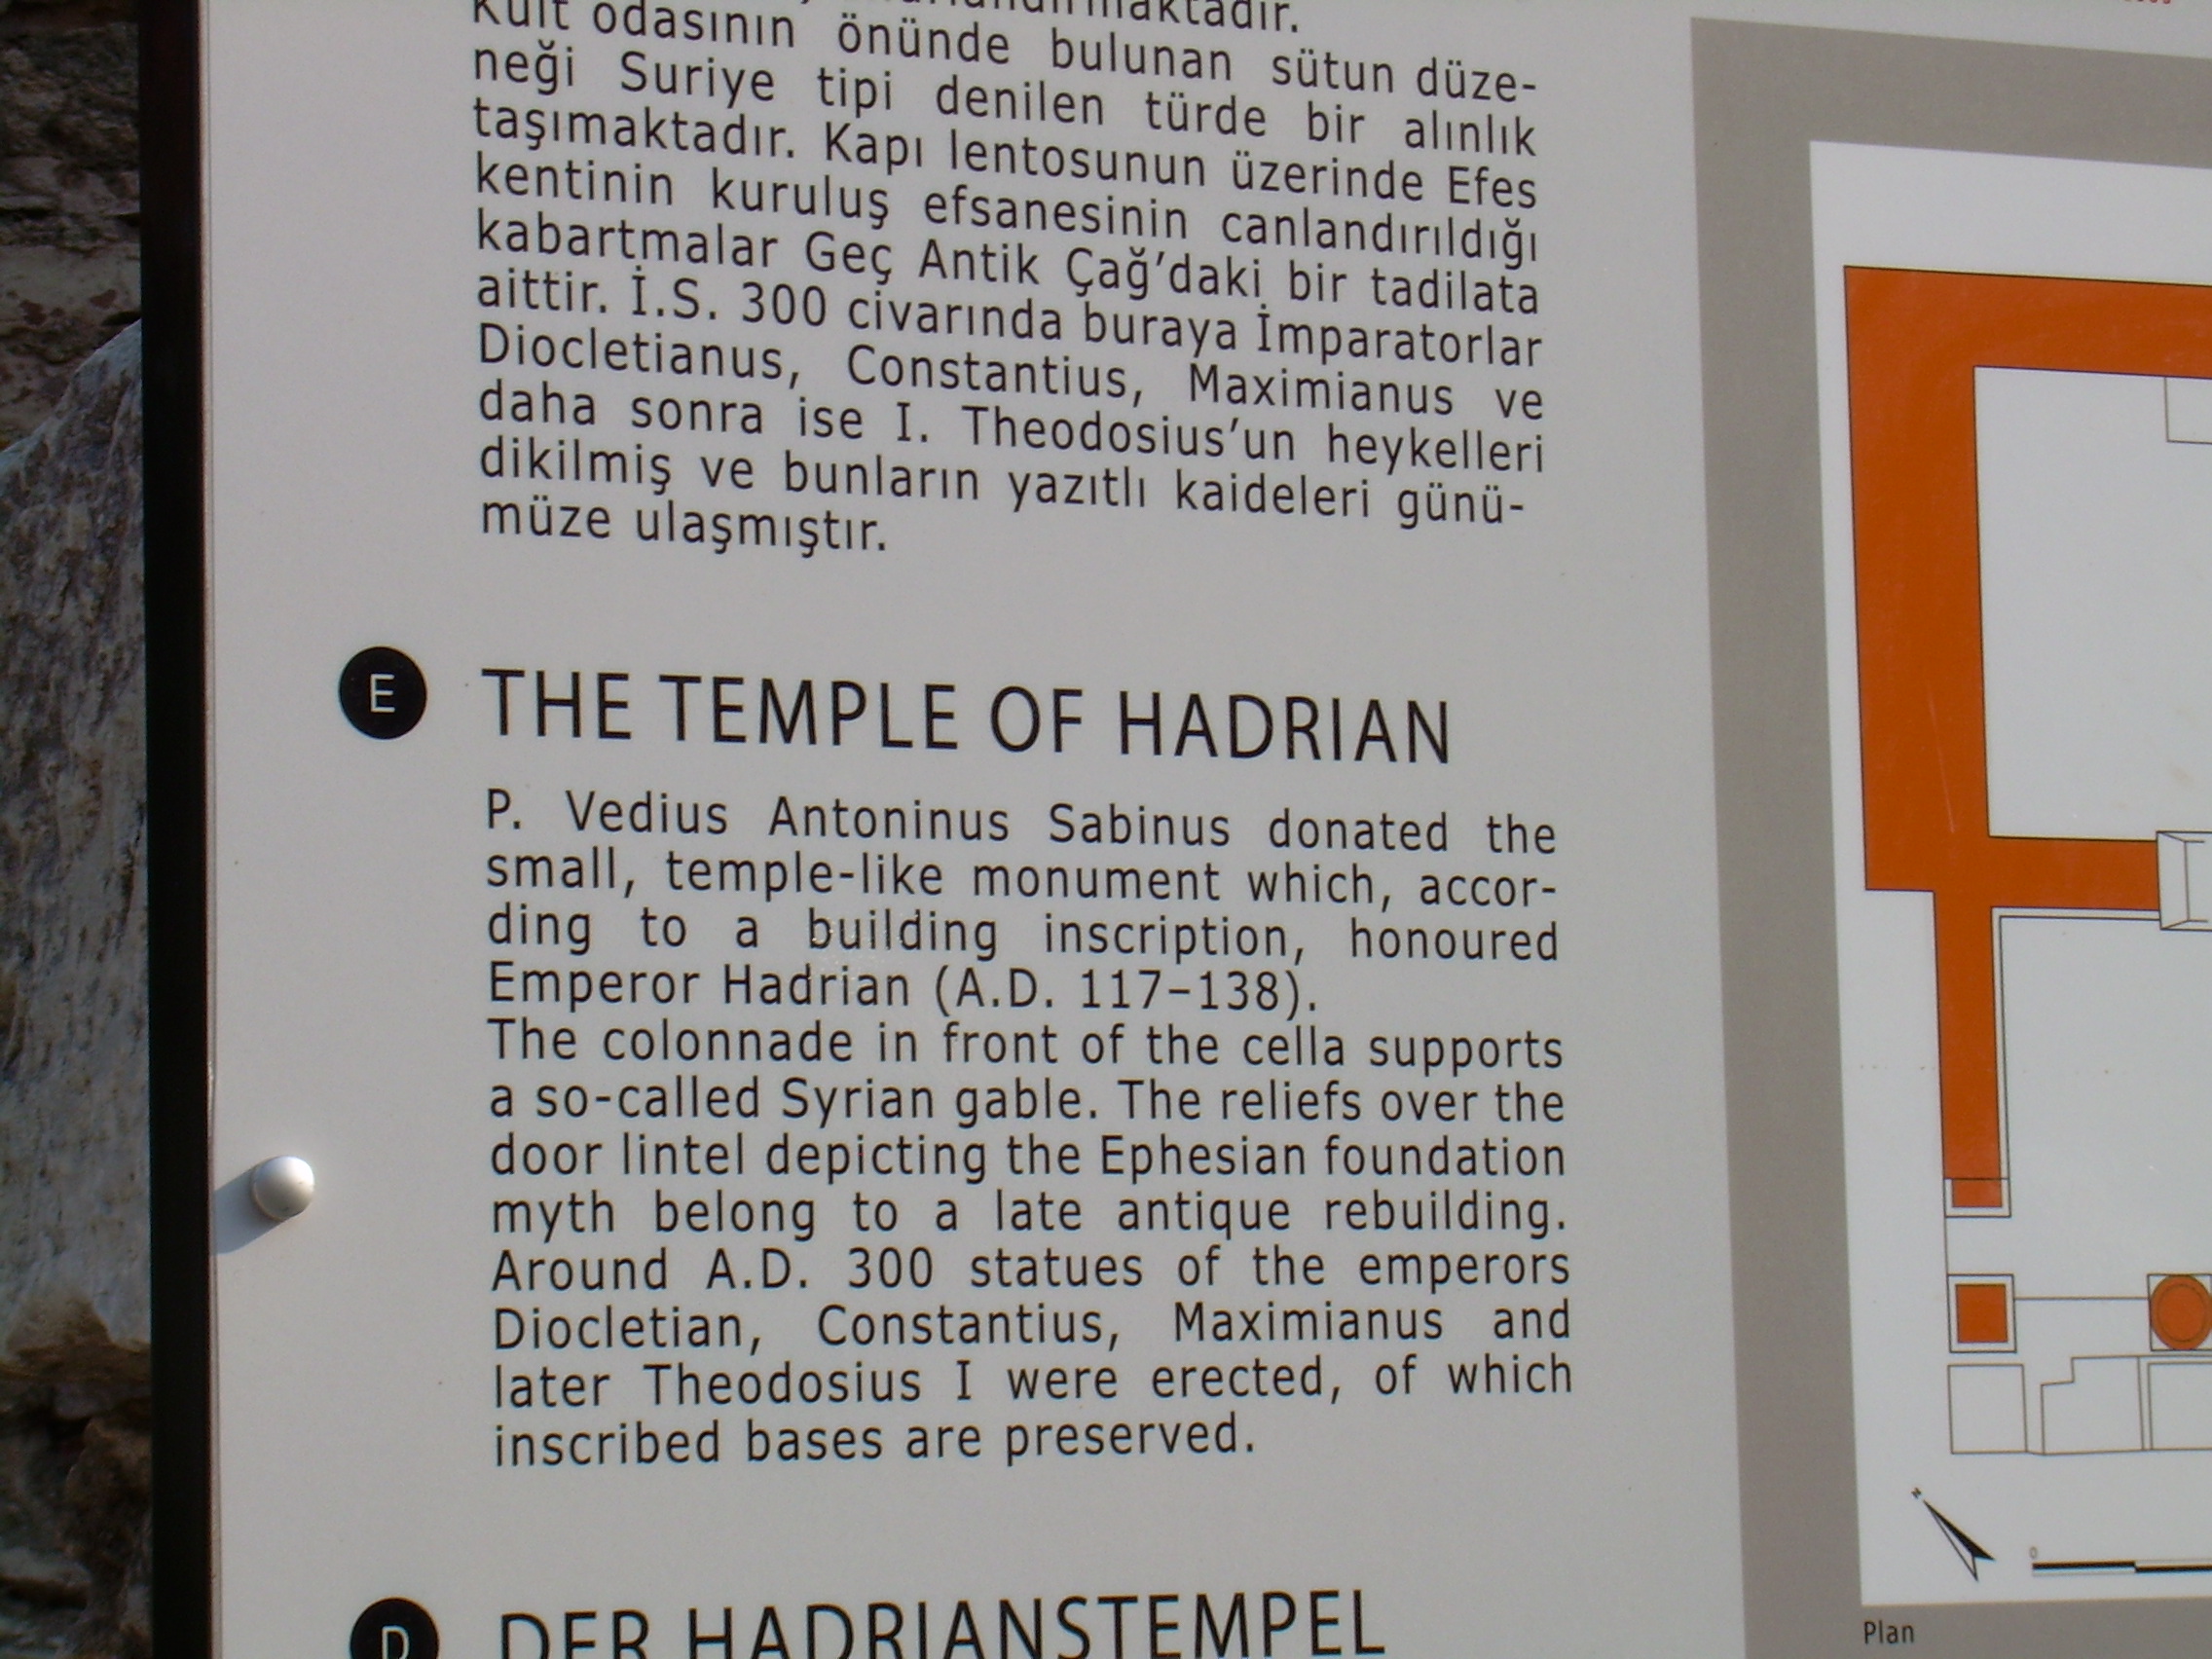 Kült odasının önünde bulunan sütun düze-
neği Suriye tipi denilen türde bir alınlık
taşımaktadır. Kapı lentosunun üzerinde Efes
kentinin kuruluş efsanesinin canlandırıldığı
kabartmalar Geç Antik Çağ'daki bir tadilata
aittir. İ.S. 300 civarında buraya İmparatorlar
Diocletianus, Constantius, Maximianus ve
daha sonra ise I. Theodosius'un heykelleri
dikilmiş ve bunların yazıtlı kaideleri günü-
müze ulaşmıştır.
E THE TEMPLE OF HADRIAN
P. Vedius Antoninus Sabinus donated the
small, temple-like monument which, accor-
ding to a building inscription, honoured
Emperor Hadrian (A.D. 117–138).
The colonnade in front of the cella supports
a so-called Syrian gable. The reliefs over the
door lintel depicting the Ephesian foundation
myth belong to a late antique rebuilding.
Around A.D. 300 statues of the emperors
Diocletian, Constantius, Maximianus and
later Theodosius I were erected, of which
inscribed bases are preserved.
D DER HADRIANSTEMPEL
N
0
Plan